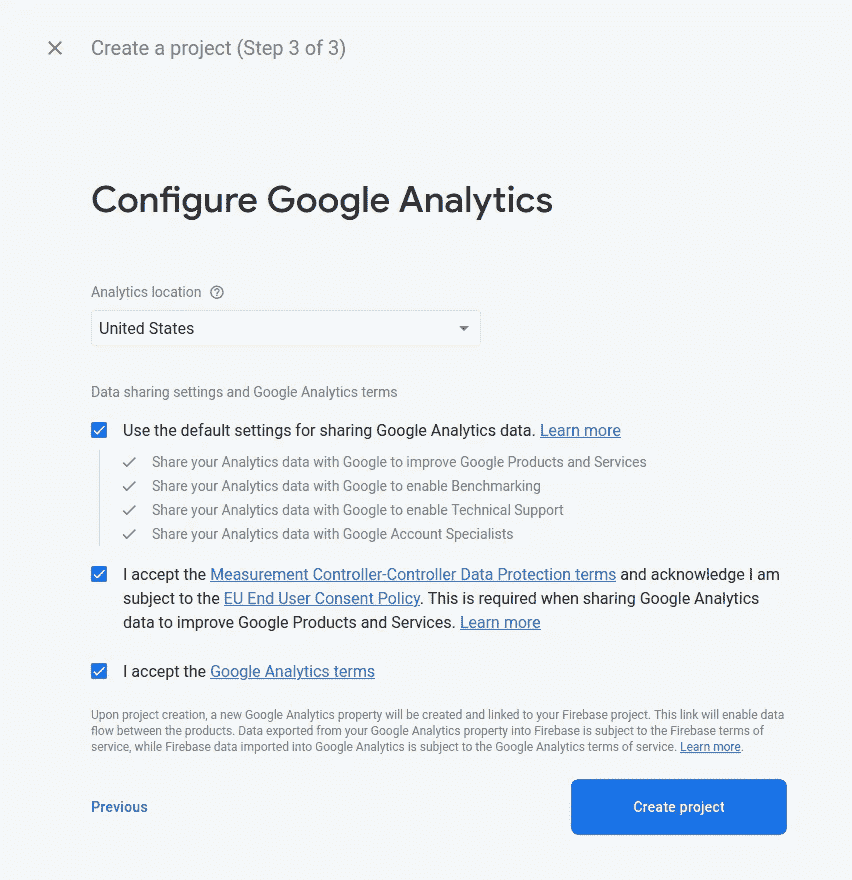 Create a project (Step 3 of 3)
Configure Google Analytics
Analytics location
United States
Data sharing settings and Google Analytics terms
Use the default settings for sharing Google Analytics data. Learn more
Share your Analytics data with Google to improve Google Products and Services
Share your Analytics data with Google to enable Benchmarking
Share your Analytics data with Google to enable Technical Support
Share your Analytics data with Google Account Specialists
I accept the Measurement Controller-Controller Data Protection terms and acknowledge I am
subject to the EU End User Consent Policy. This is required when sharing Google Analytics
data to improve Google Products and Services. Learn more
I accept the Google Analytics terms
Upon project creation, a new Google Analytics property will be created and linked to your Firebase project. This link will enable data
flow between the products. Data exported from your Google Analytics property into Firebase is subject to the Firebase terms of
service, while Firebase data imported into Google Analytics is subject to the Google Analytics terms of service. Learn more.
Previous
Create project